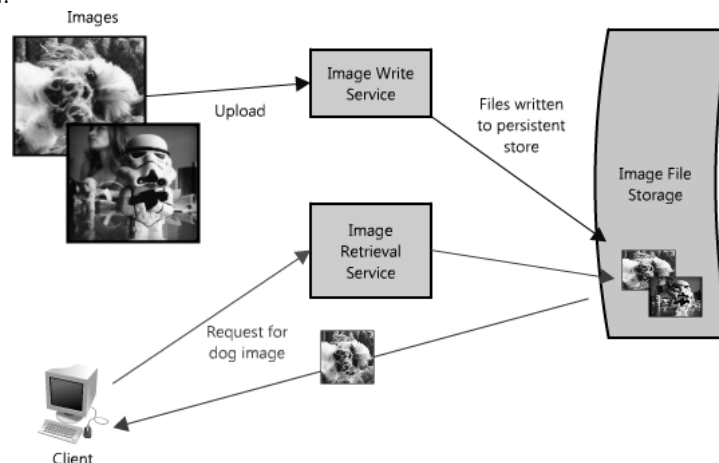 Images
Image Write
Service
Upload
Files written
to persistent
store
Image File
Storage
Image
Retrieval
Service
Request for
dog image
Client